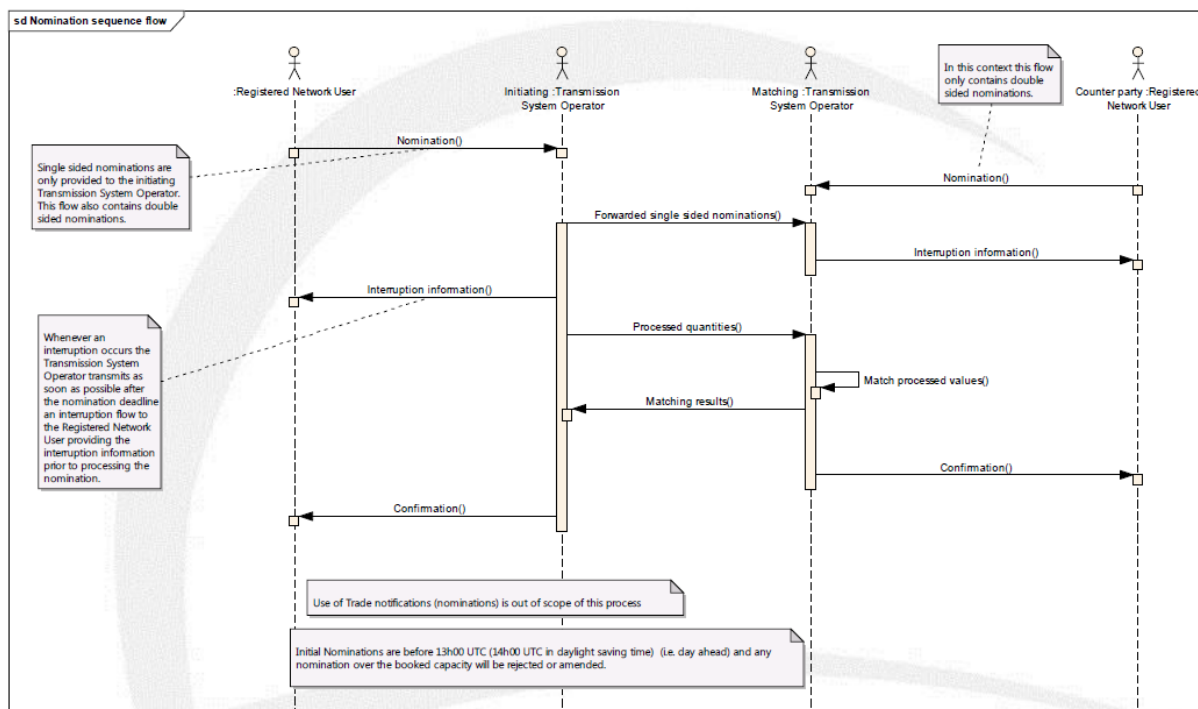 sd Nomination sequence flow
:Registered Network User
Initiating :Transmission
System Operator
Matching :Transmission
System Operator
In this context this flow
only contains double
sided nominations.
Counter party :Registered
Network User
Nomination()
Single sided nominations are
only provided to the initiating
Transmission System Operator.
This flow also contains double
sided nominations.
Nomination()
Forwarded single sided nominations()
Interruption information()
Interruption information()
Whenever an
interruption occurs the
Transmission System
Operator transmits as
soon as possible after
the nomination deadline
an interruption flow to
the Registered Network
User providing the
interruption information
prior to processing the
nomination.
Processed quantities()
Match processed values()
Matching results()
Confirmation()
Confirmation()
Use of Trade notifications (nominations) is out of scope of this process
Initial Nominations are before 13h00 UTC (14h00 UTC in daylight saving time) (i.e. day ahead) and any
nomination over the booked capacity will be rejected or amended.